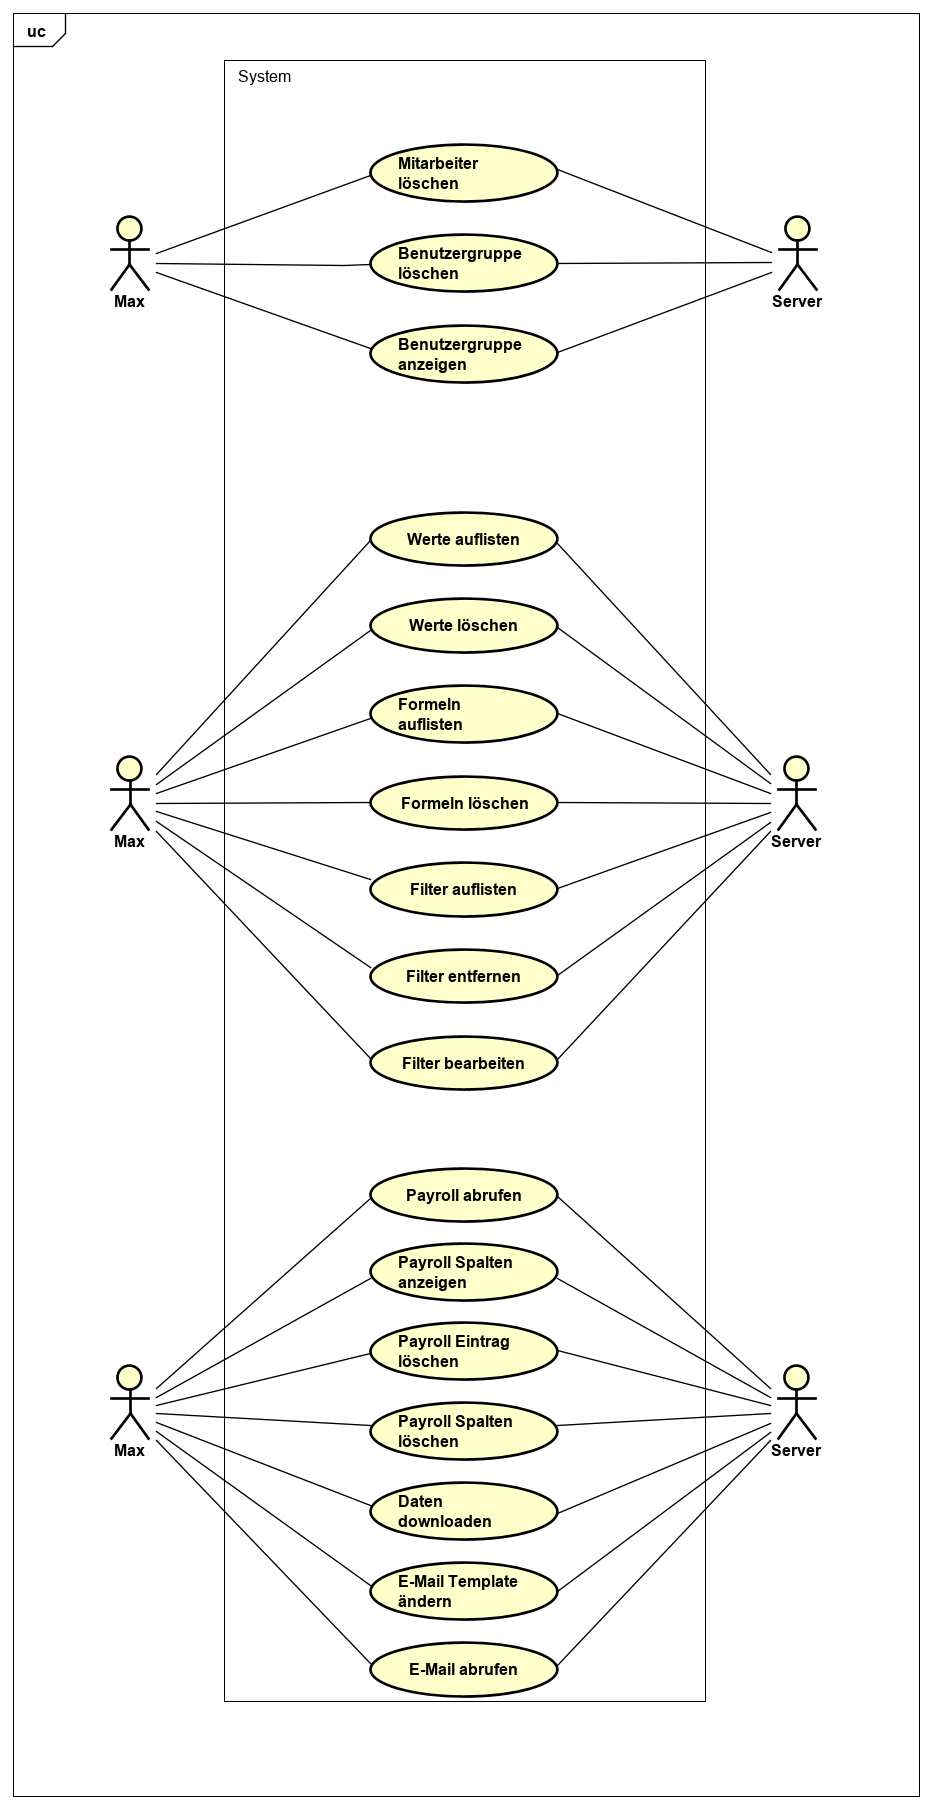 uc
System
Mitarbeiter
löschen
Benutzergruppe
löschen
Max
Server
Benutzergruppe
anzeigen
Werte auflisten
Werte löschen
Formeln
auflisten
Formeln löschen
Max
Server
Filter auflisten
Filter entfernen
Filter bearbeiten
Payroll abrufen
Payroll Spalten
anzeigen
Payroll Eintrag
löschen
Payroll Spalten
löschen
Max
Server
Daten
downloaden
E-Mail Template
ändern
E-Mail abrufen